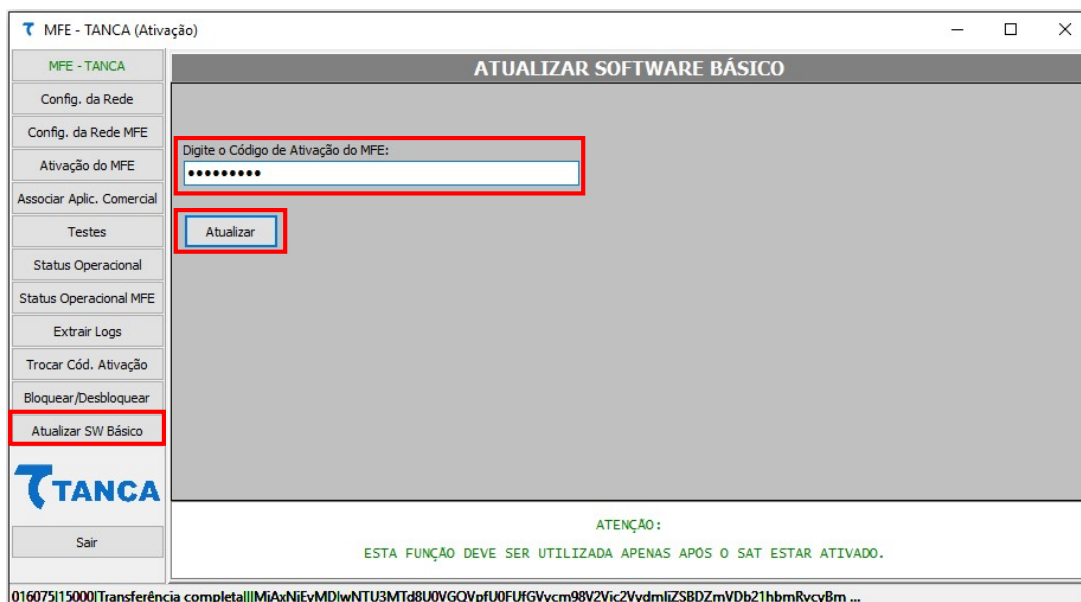 MFE - TANCA (Ativação)
MFE - TANCA
ATUALIZAR SOFTWARE BÁSICO
Config. da Rede
Config. da Rede MFE
Digite o Código de Ativação do MFE:
•••••••••
Ativação do MFE
Associar Aplic. Comercial
Testes
Atualizar
Status Operacional
Status Operacional MFE
Extrair Logs
Trocar Cód. Ativação
Bloquear/Desbloquear
Atualizar SW Básico
TANCA
Sair
ATENÇÃO:
ESTA FUNÇÃO DEVE SER UTILIZADA APENAS APÓS O SAT ESTAR ATIVADO.
016075|15000|Transferência completa|||